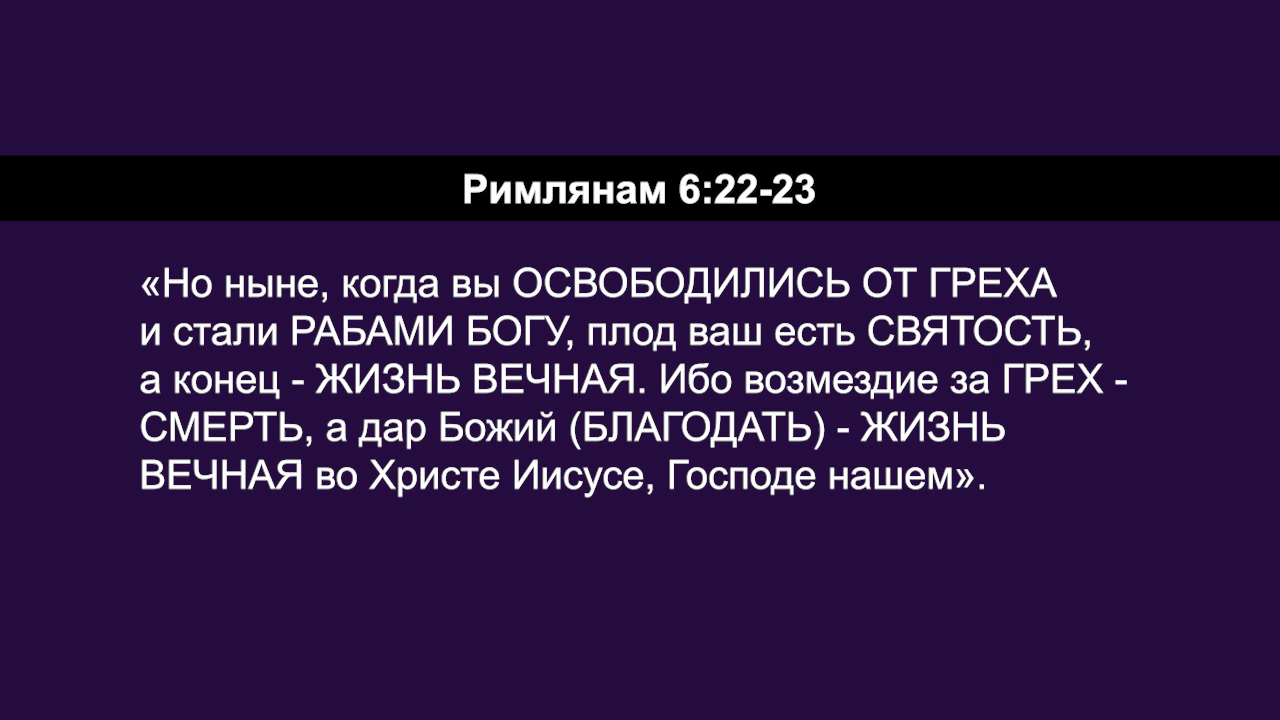 Римлянам 6:22-23
«Но ныне, когда вы ОСВОБОДИЛИСЬ ОТ ГРЕХА
и стали РАБАМИ БОГУ, плод ваш есть СВЯТОСТЬ,
а конец - ЖИЗНЬ ВЕЧНАЯ. Ибо возмездие за ГРЕХ -
СМЕРТЬ, а дар Божий (БЛАГОДАТЬ) - ЖИЗНЬ
ВЕЧНАЯ во Христе Иисусе, Господе нашем».